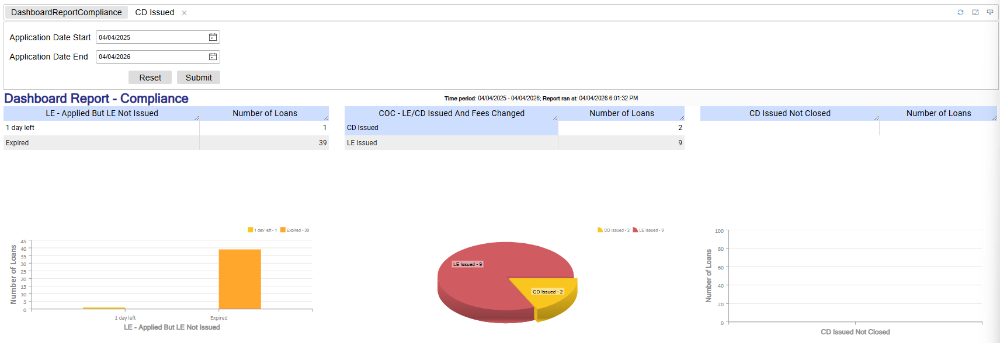 DashboardReportCompliance CD Issued ×
Application Date Start 04/04/2025
Application Date End 04/04/2026
Reset Submit
Dashboard Report - Compliance
Time period: 04/04/2025 - 04/04/2026; Report ran at: 04/04/2026 6:01:32 PM
LE - Applied But LE Not Issued Number of Loans
1 day left 1
Expired 39
COC - LE/CD Issued And Fees Changed Number of Loans
CD Issued 2
LE Issued 9
CD Issued Not Closed Number of Loans
1 day left - 1 Expired - 39
Number of Loans
45
40
35
30
25
20
15
10
5
0
1 day left Expired
LE - Applied But LE Not Issued
CD Issued - 2 LE Issued - 9
LE Issued - 9
CD Issued - 2
Number of Loans
100
80
60
40
20
0
CD Issued Not Closed